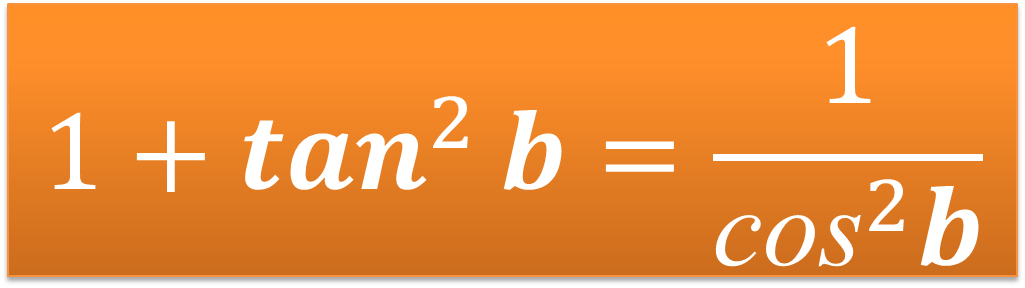 1 + tan² b = 1/cos² b